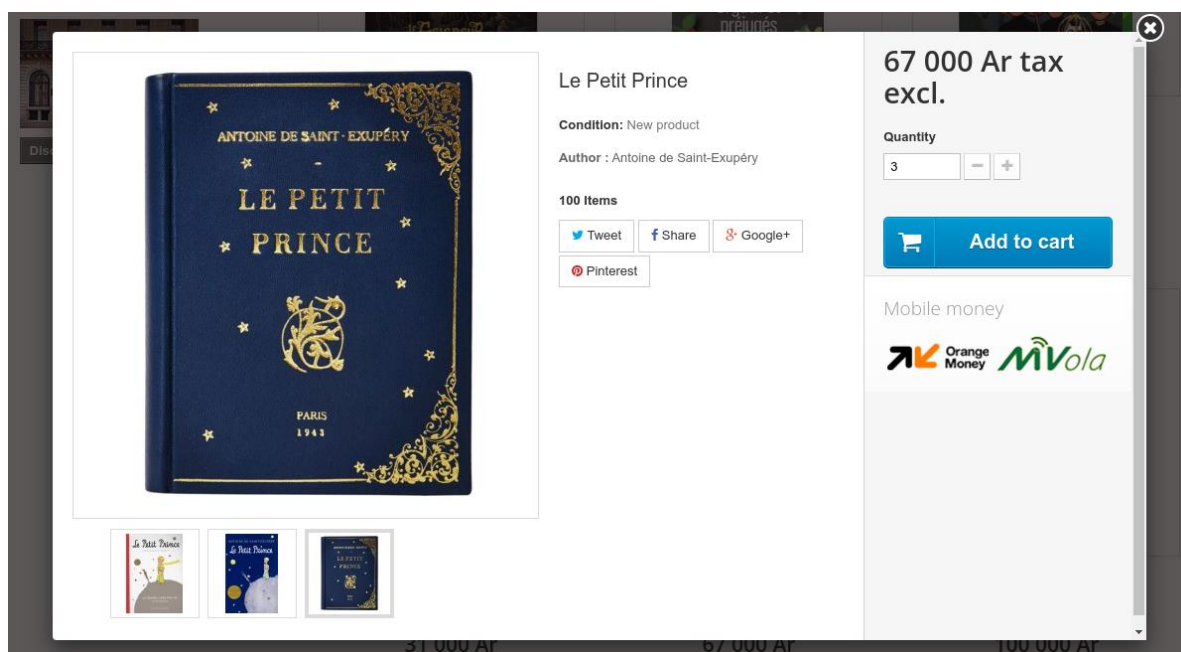 préjugés
Disc
ANTOINE DE SAINT-EXUPÉRY
LE PETIT
PRINCE
PARIS
1943
Le Petit Prince
Le Petit Prince
LE PETIT
PRINCE
Le Petit Prince
Condition: New product
Author : Antoine de Saint-Exupéry
100 Items
Tweet
Share
Google+
Pinterest
67 000 Ar tax
excl.
Quantity
3
Add to cart
Mobile money
Orange
Money
MVola
31 000 Ar
67 000 Ar
100 000 Ar